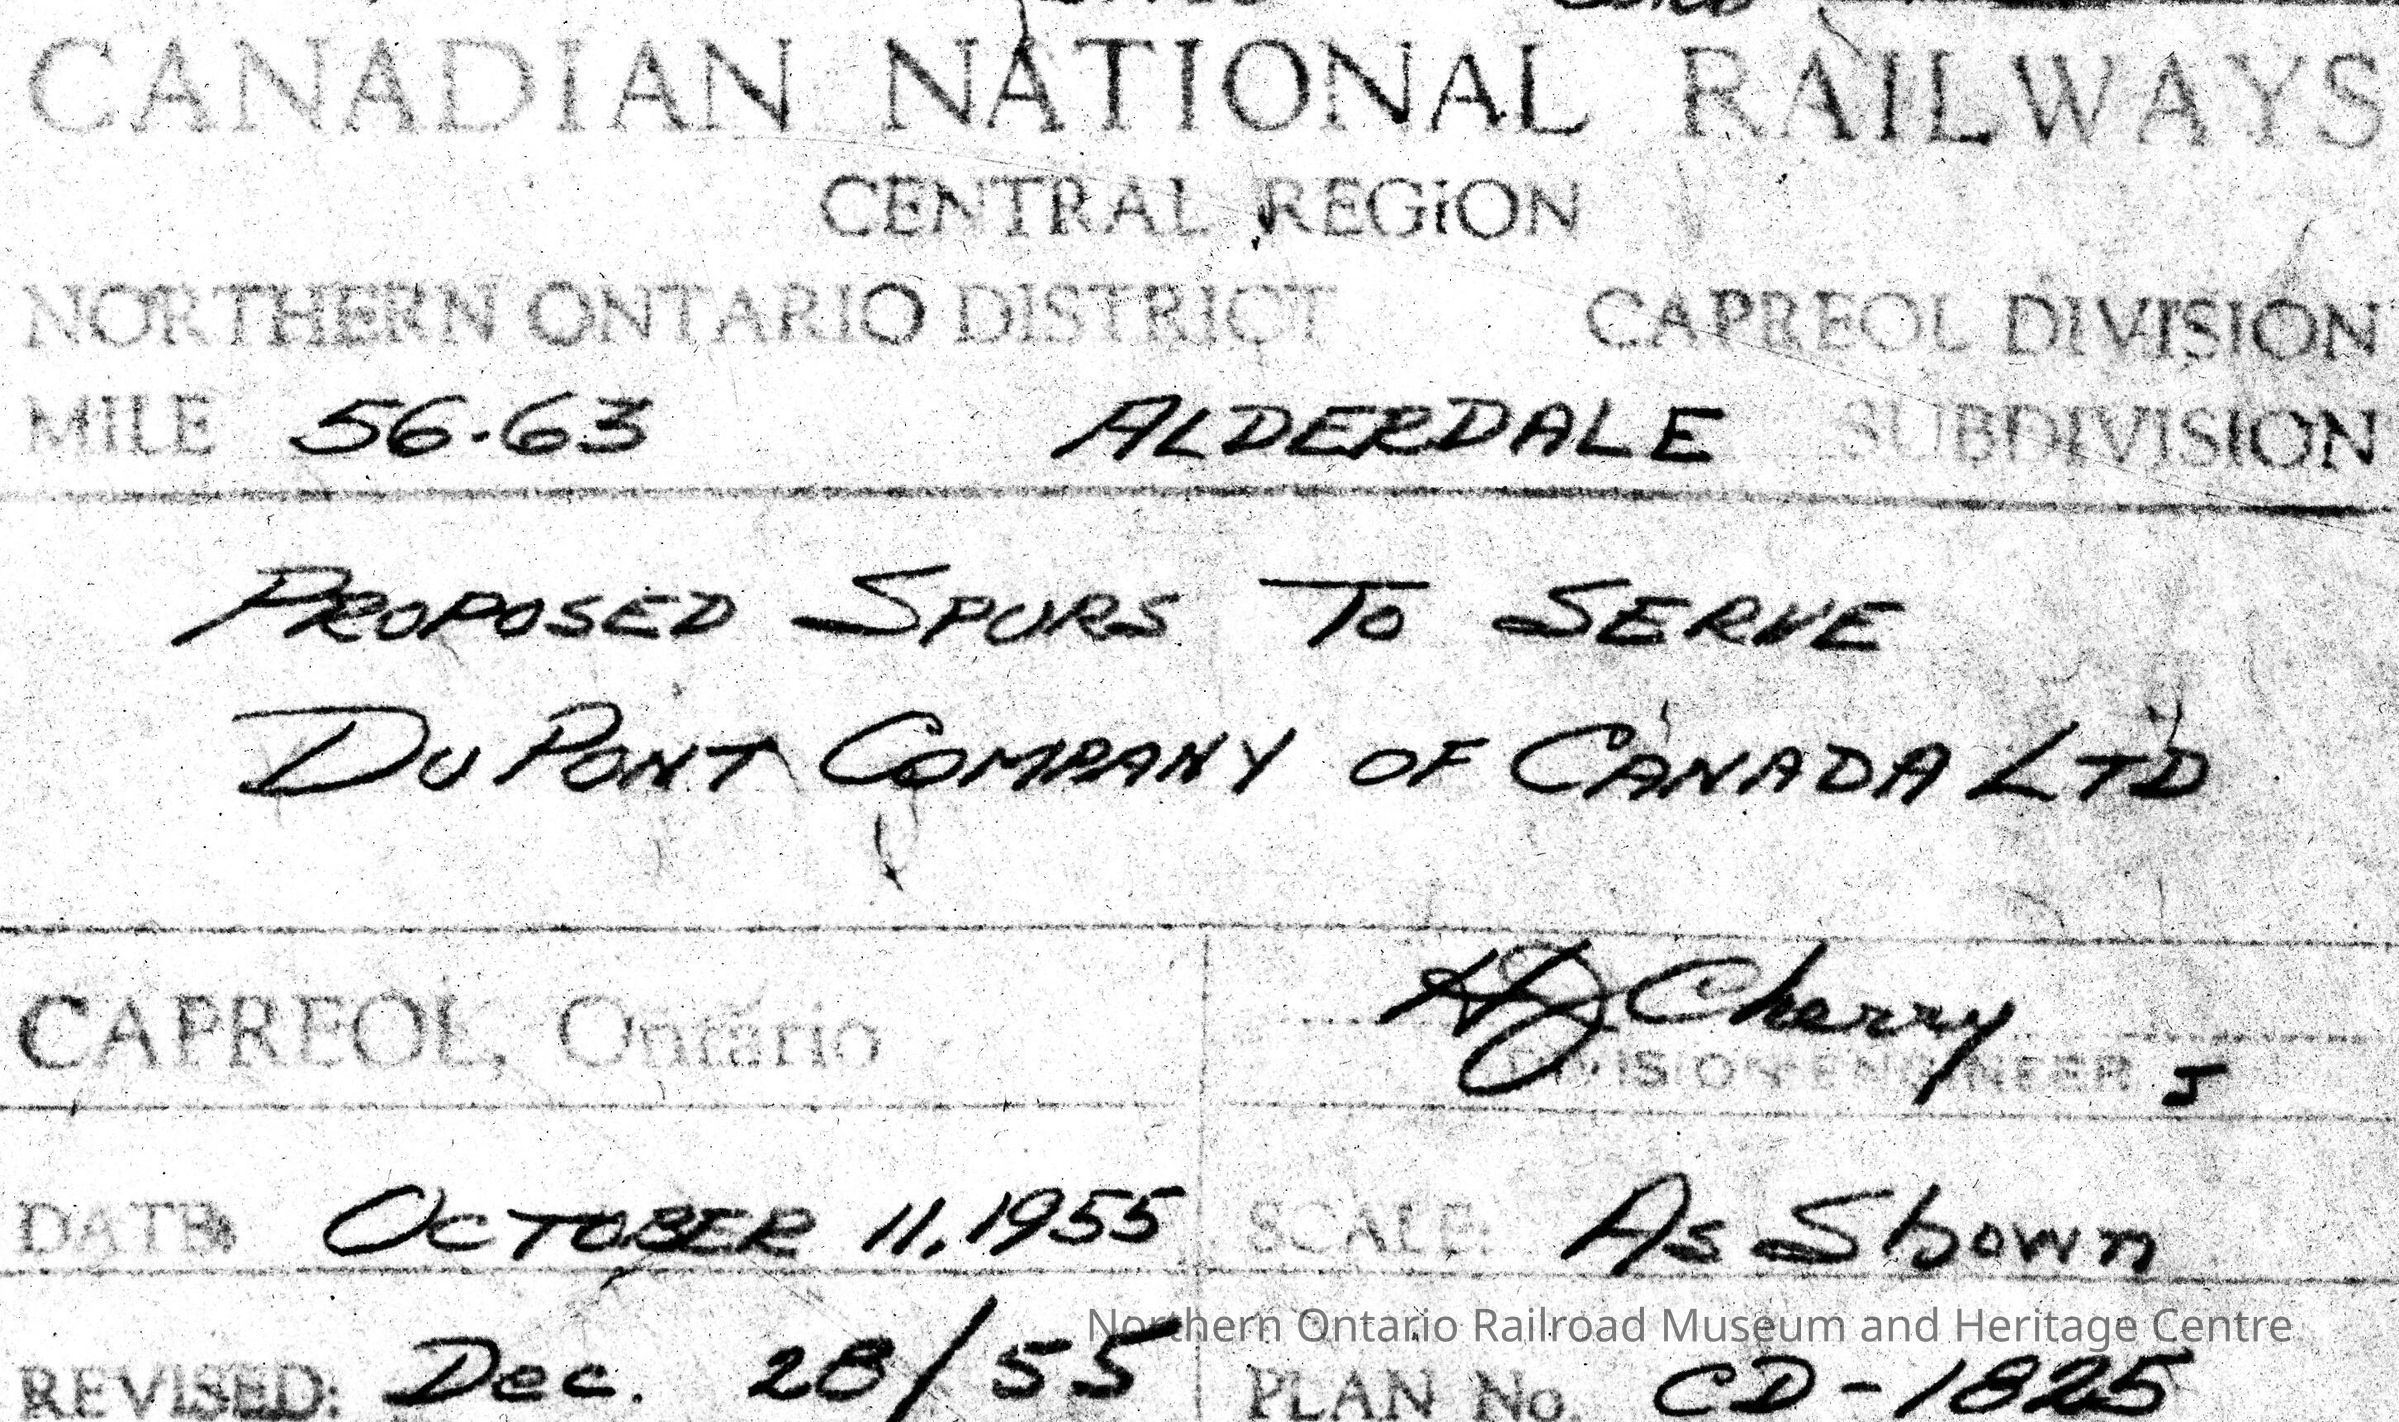 CANADIAN NATIONAL RAILWAYS
CENTRAL REGION
NORTHERN ONTARIO DISTRICT CAPREOL DIVISION
MILE 56.63 ALDERDALE SUBDIVISION
PROPOSED SPURS TO SERVE
DUPONT COMPANY OF CANADA LTD
CAPREOL, Ontario
Cherry
DIVISION ENGINEER
DATE: OCTOBER 11, 1955 SCALE: As Shown
Northern Ontario Railroad Museum and Heritage Centre
REVISED: Dec. 28/55 PLAN No. CD-1825